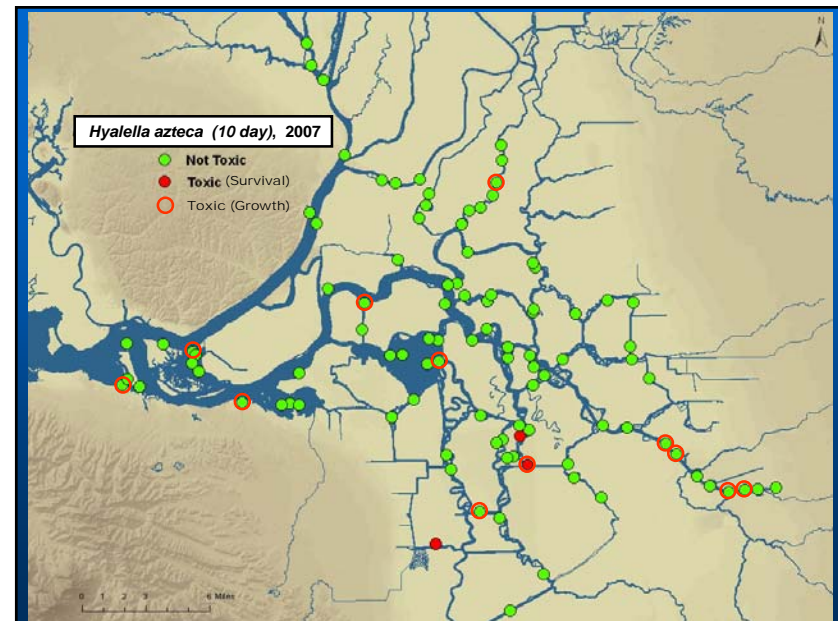 N
Hyalella azteca (10 day), 2007
Not Toxic
Toxic (Survival)
Toxic (Growth)
0 1 2 3 6 Miles